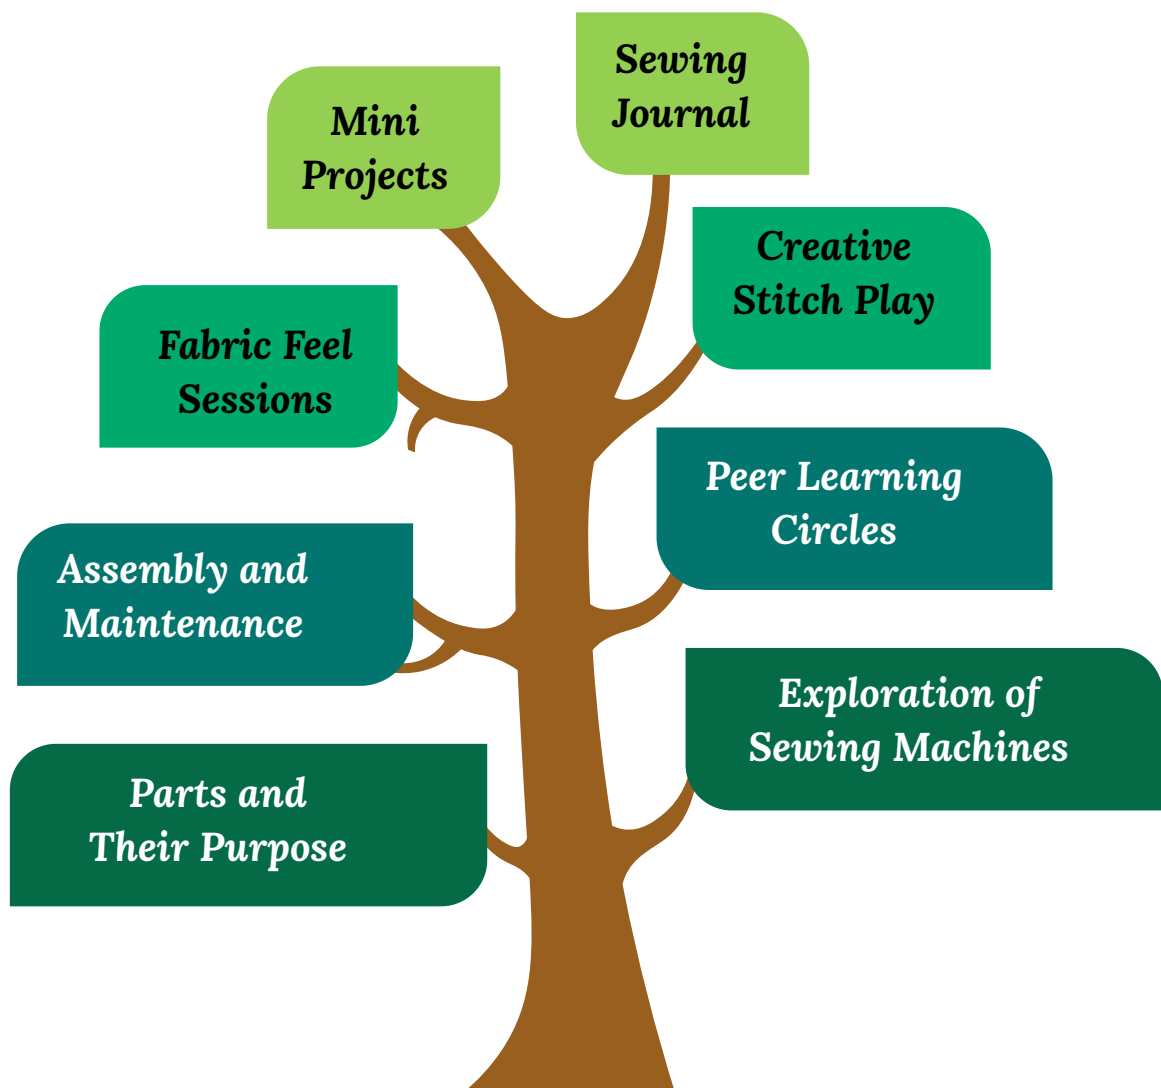 Sewing
Journal
Mini
Projects
Creative
Stitch Play
Fabric Feel
Sessions
Peer Learning
Circles
Assembly and
Maintenance
Exploration of
Sewing Machines
Parts and
Their Purpose